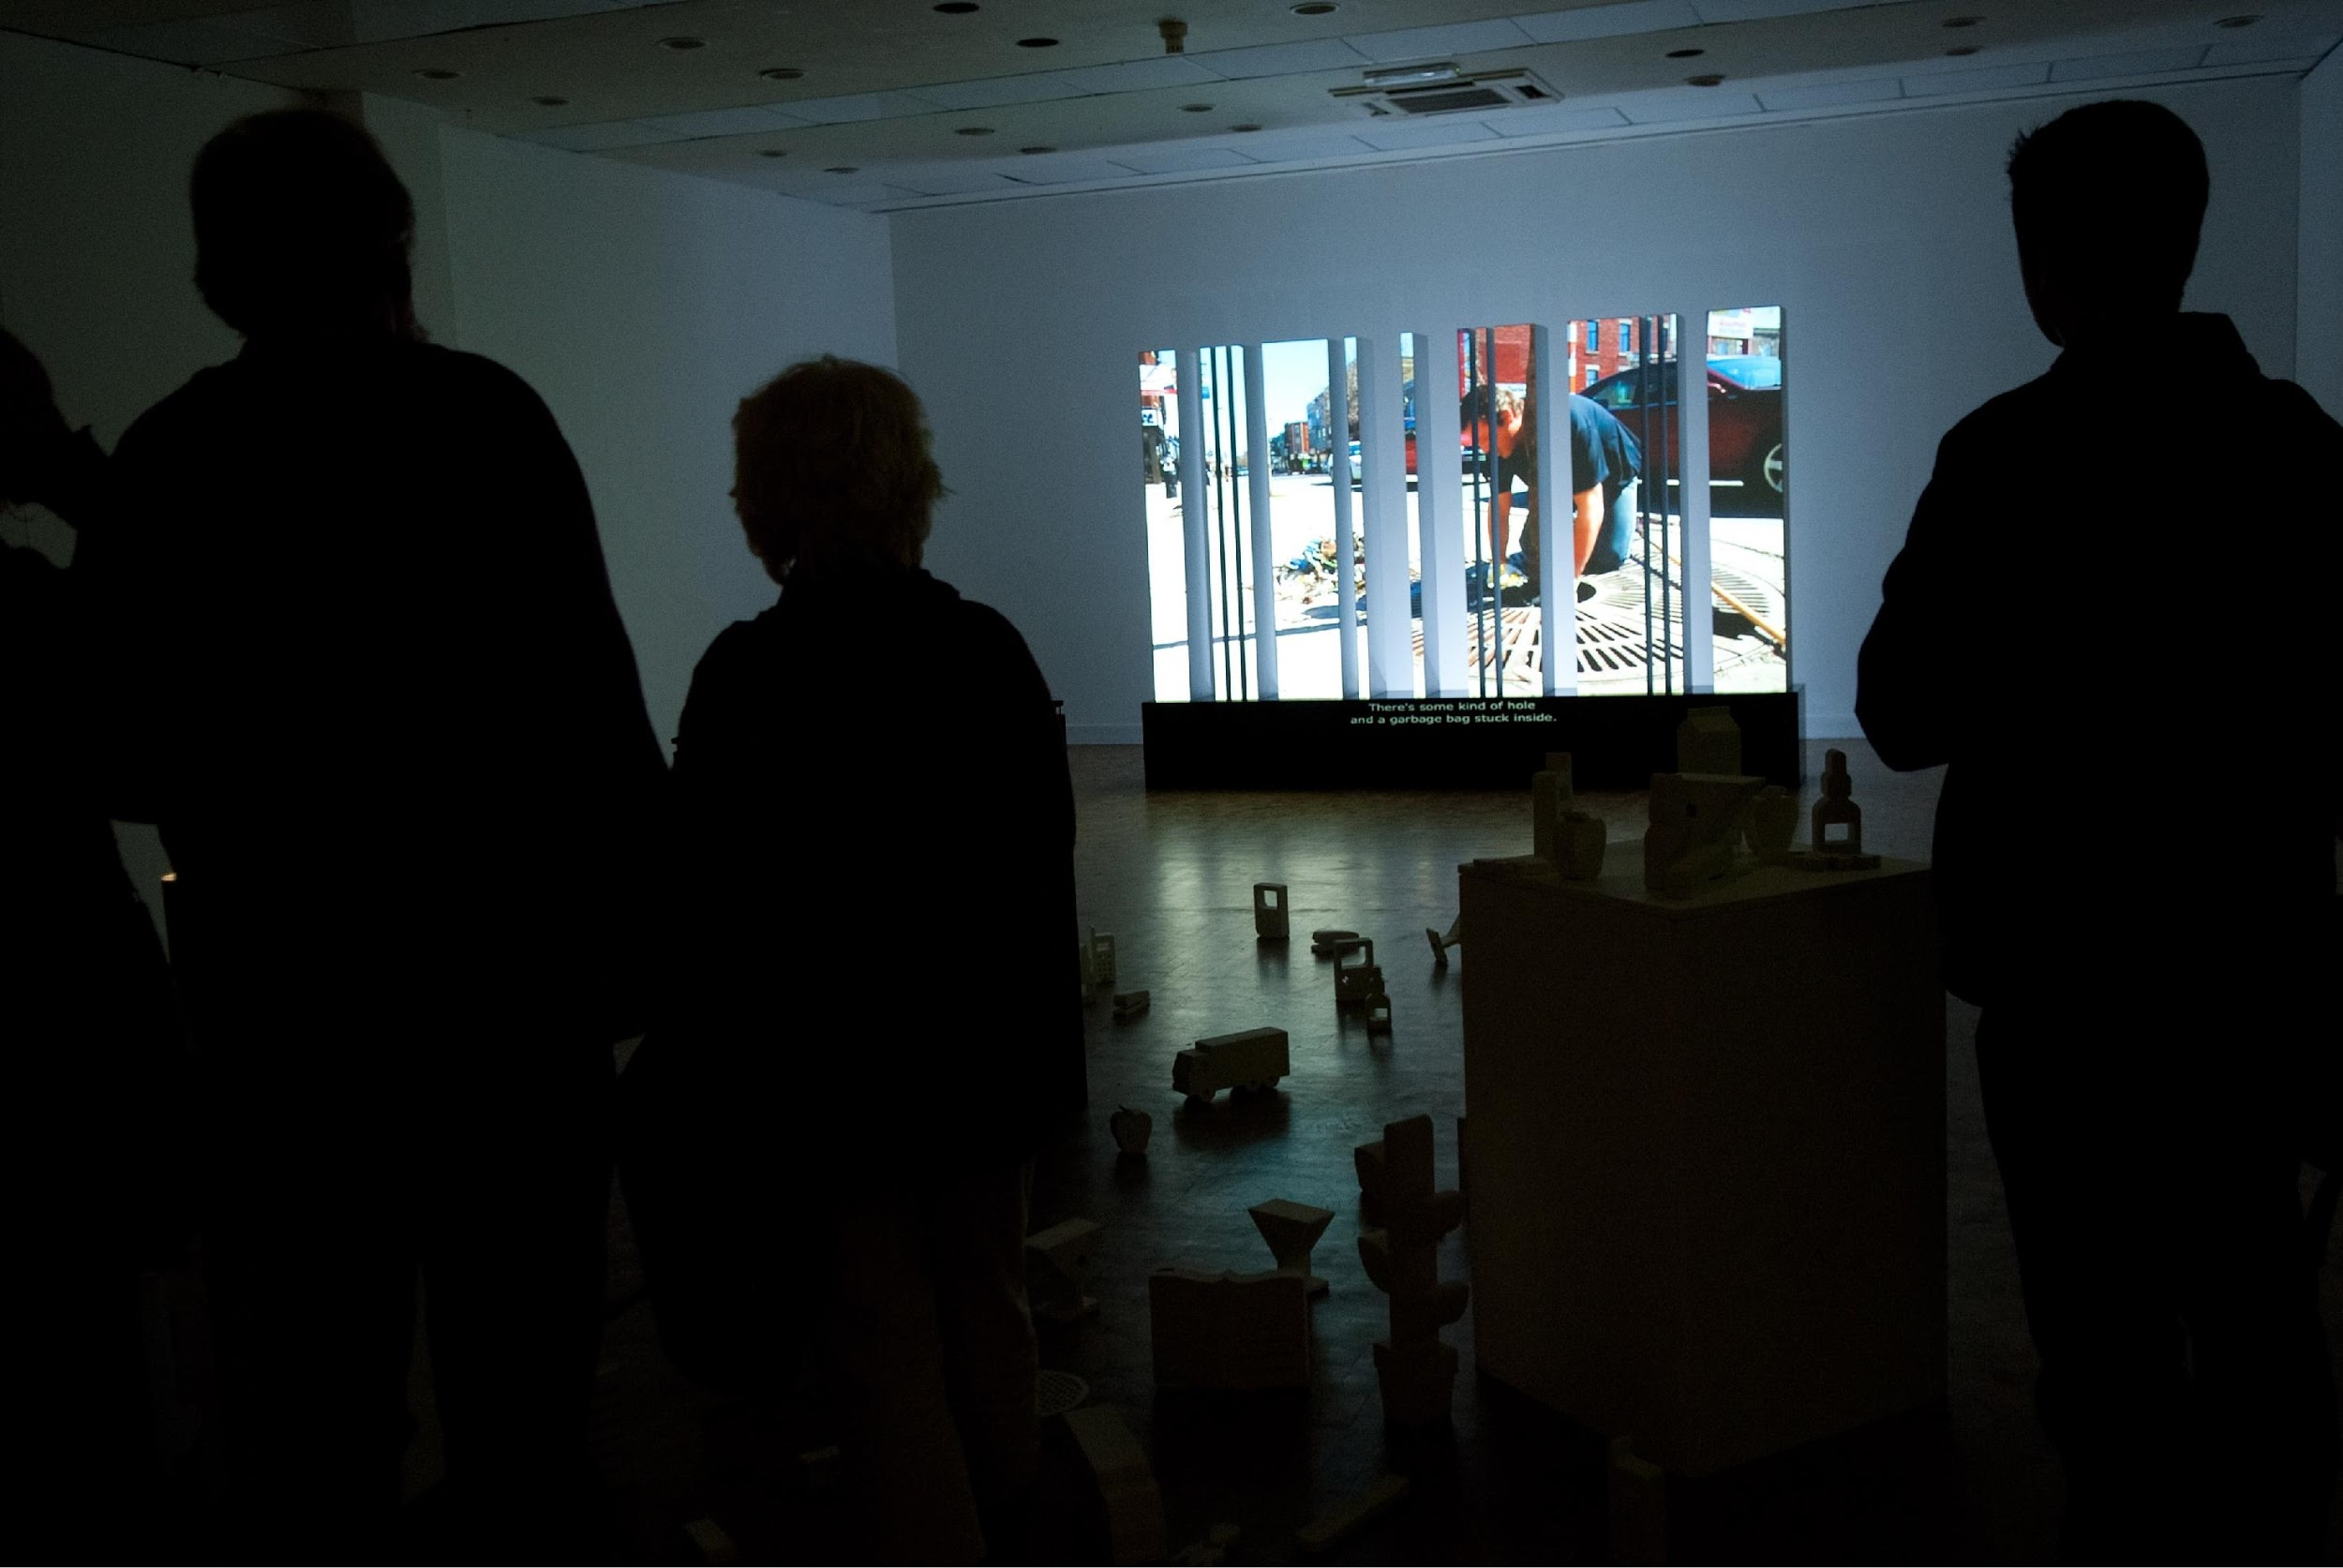 There's some kind of hole
and a garbage bag stuck inside.